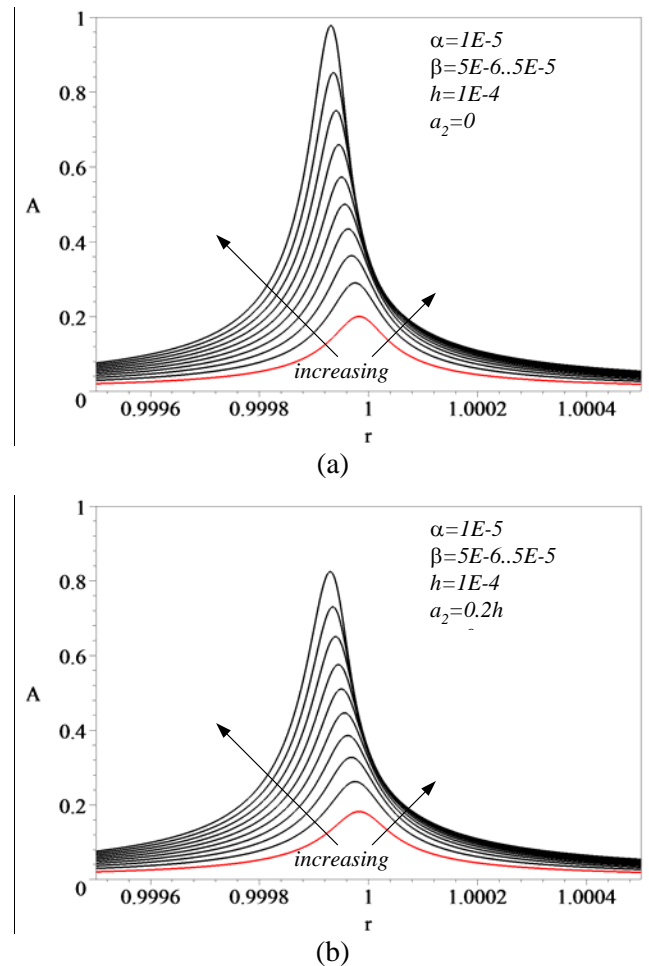 1
α=1E-5
β=5E-6..5E-5
h=1E-4
a₂=0
0.8
0.6
A
0.4
0.2
increasing
0
0.9996 0.9998 1 1.0002 1.0004
r
(a)
1
α=1E-5
β=5E-6..5E-5
h=1E-4
a₂=0.2h
0.8
0.6
A
0.4
0.2
increasing
0
0.9996 0.9998 1 1.0002 1.0004
r
(b)